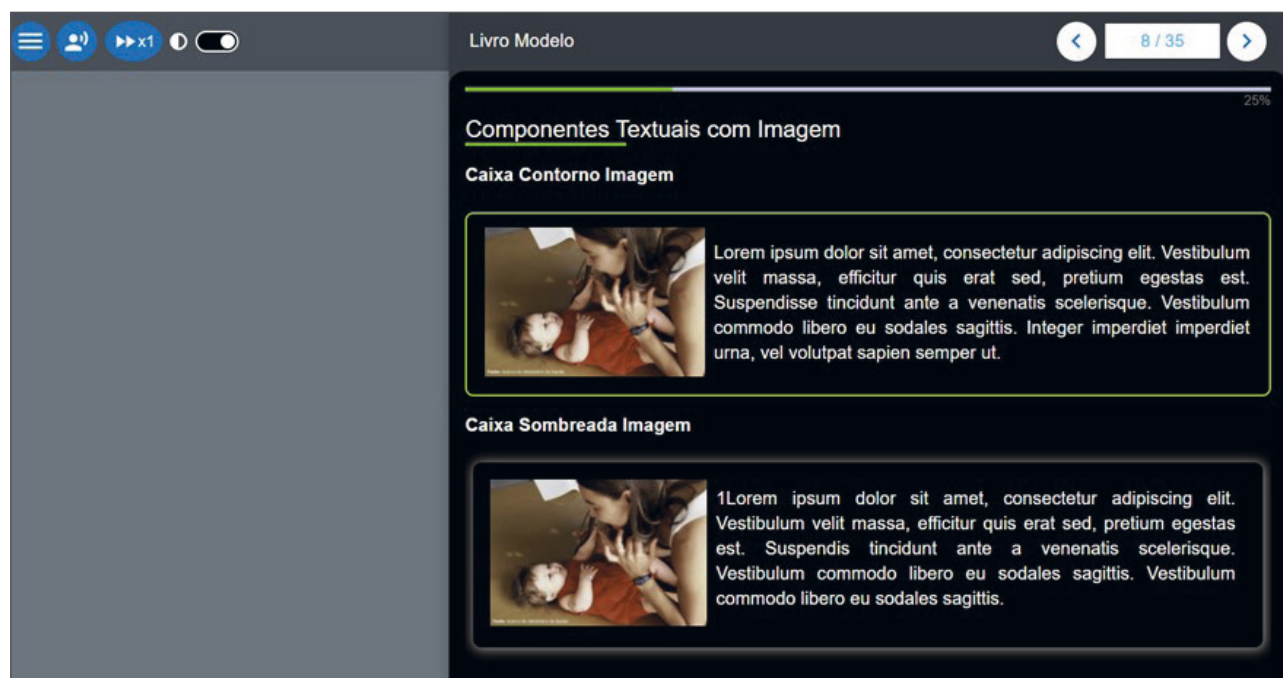 x1
Livro Modelo
8 / 35
25%
Componentes Textuais com Imagem
Caixa Contorno Imagem
Lorem ipsum dolor sit amet, consectetur adipiscing elit. Vestibulum
velit massa, efficitur quis erat sed, pretium egestas est.
Suspendisse tincidunt ante a venenatis scelerisque. Vestibulum
commodo libero eu sodales sagittis. Integer imperdiet imperdiet
urna, vel volutpat sapien semper ut.
Caixa Sombreada Imagem
1Lorem ipsum dolor sit amet, consectetur adipiscing elit.
Vestibulum velit massa, efficitur quis erat sed, pretium egestas
est. Suspendis tincidunt ante a venenatis scelerisque.
Vestibulum commodo libero eu sodales sagittis. Vestibulum
commodo libero eu sodales sagittis.